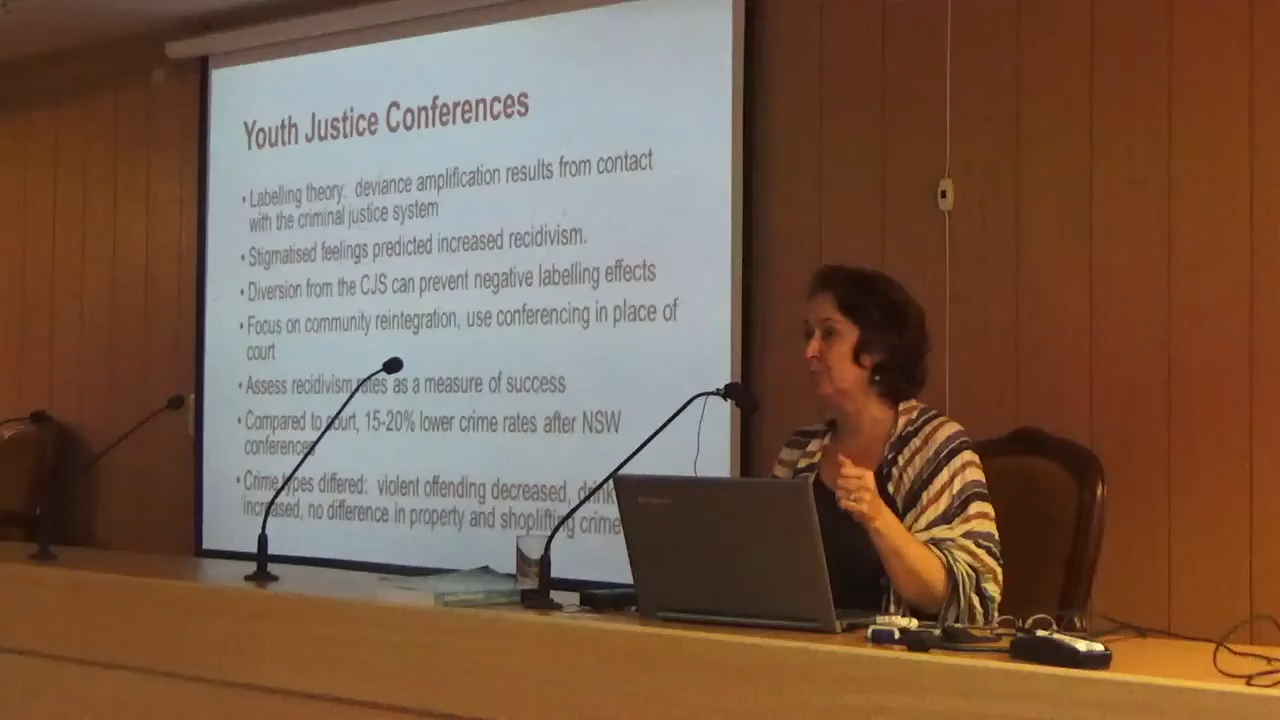 Youth Justice Conferences
• Labelling theory: deviance amplification results from contact
with the criminal justice system
• Stigmatised feelings predicted increased recidivism.
• Diversion from the CJS can prevent negative labelling effects
• Focus on community reintegration, use conferencing in place of
court
• Assess recidivism rates as a measure of success
• Compared to court, 15-20% lower crime rates after NSW
conferences
• Crime types differed: violent offending decreased, drink
increased, no difference in property and shoplifting crime